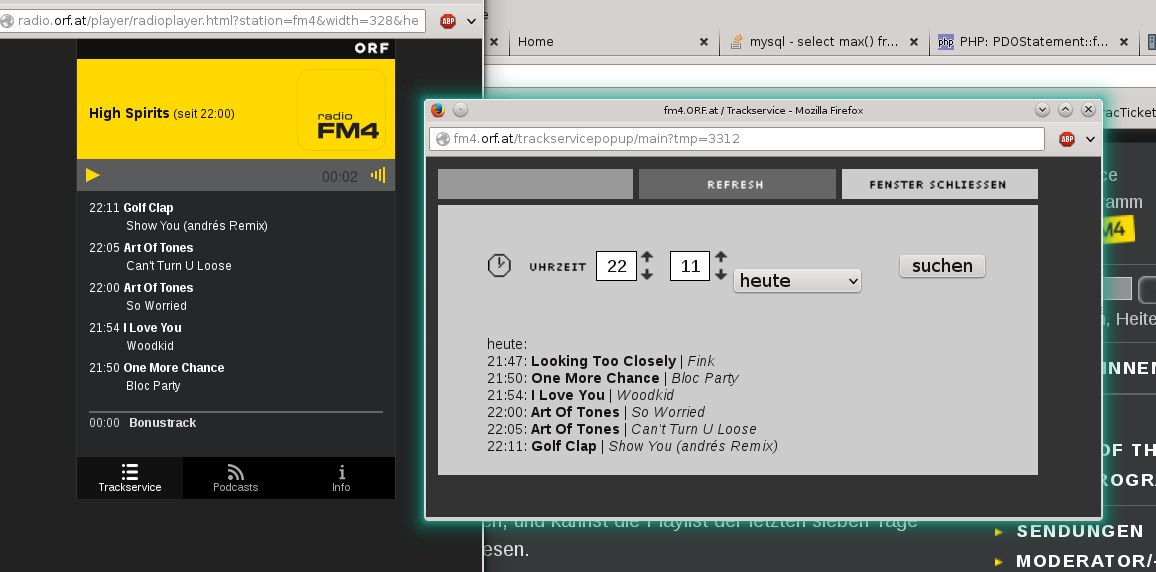 radio.orf.at/player/radioplayer.html?station=fm4&width=328&he
ABP
ORF
High Spirits (seit 22:00)
radio
FM4
00:02
22:11 Golf Clap
Show You (andrés Remix)
22:05 Art Of Tones
Can't Turn U Loose
22:00 Art Of Tones
So Worried
21:54 I Love You
Woodkid
21:50 One More Chance
Bloc Party
00:00 Bonustrack
Trackservice
Podcasts
Info
Home
mysql - select max() fr...
php
PHP: PDOStatement::f...
fm4.ORF.at / Trackservice - Mozilla Firefox
fm4.orf.at/trackservicepopup/main?tmp=3312
ABP
REFRESH
FENSTER SCHLIESSEN
UHRZEIT
22
11
heute
suchen
heute:
21:47: Looking Too Closely | Fink
21:50: One More Chance | Bloc Party
21:54: I Love You | Woodkid
22:00: Art Of Tones | So Worried
22:05: Art Of Tones | Can't Turn U Loose
22:11: Golf Clap | Show You (andrés Remix)
racTicket
ce
ramm
M4
n, Heite
INNEN
OF TH
ROGRA
en, und kannst die Playlist der letzten sieben Tage
esen.
SENDUNGEN
MODERATOR/-